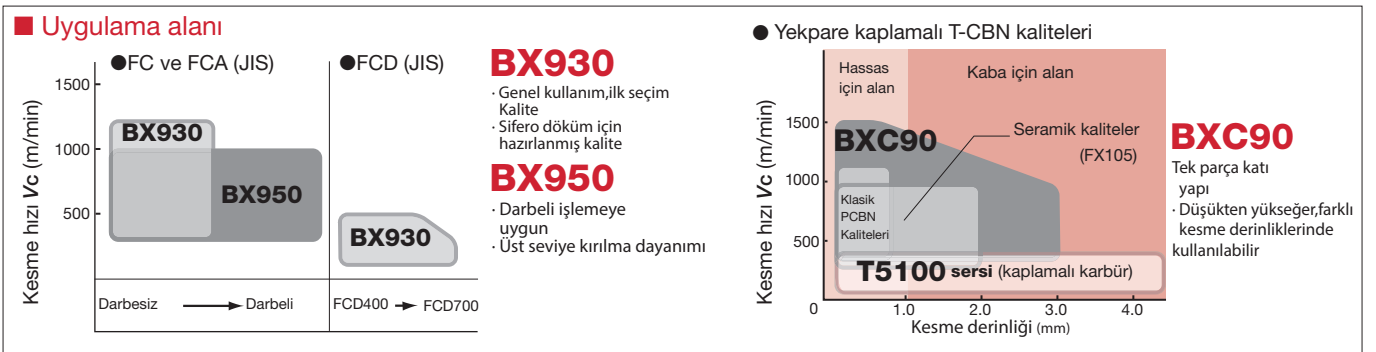 ■ Uygulama alanı
●FC ve FCA (JIS)
●FCD (JIS)
Kesme hızı Vc (m/min)
1500
1000
500
BX930
BX950
BX930
Darbesiz → Darbeli
FCD400 → FCD700
BX930
· Genel kullanım,ilk seçim
Kalite
· Sifero döküm için
hazırlanmış kalite
BX950
· Darbeli işlemeye
uygun
· Üst seviye kırılma dayanımı
● Yekpare kaplamalı T-CBN kaliteleri
Kesme hızı Vc (m/min)
Hassas
için alan
Kaba için alan
1500
1000
500
0
BXC90
Seramik kaliteler
(FX105)
Klasik
PCBN
Kaliteleri
T5100 sersi (kaplamalı karbür)
1.0 2.0 3.0 4.0
Kesme derinliği (mm)
BXC90
Tek parça katı
yapı
· Düşükten yükseğer,farklı
kesme derinliklerinde
kullanılabilir